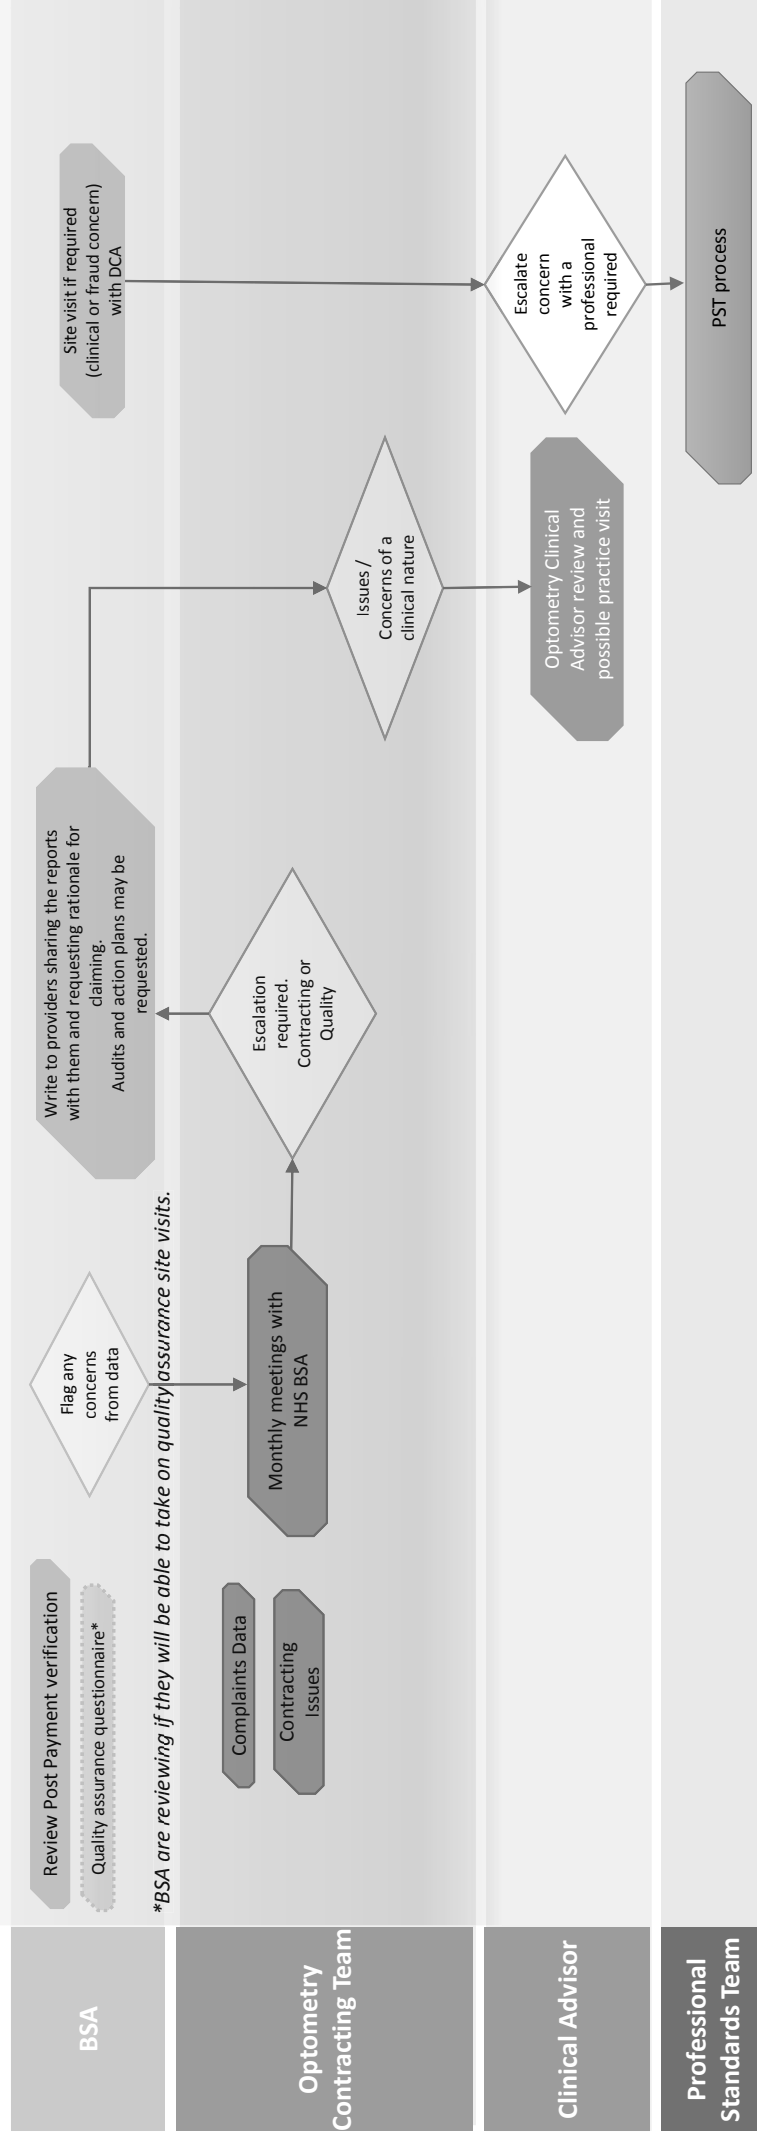 BSA
Review Post Payment verification
Quality assurance questionnaire*
Flag any
concerns
from data
Write to providers sharing the reports
with them and requesting rationale for
claiming.
Audits and action plans may be
requested.
Site visit if required
(clinical or fraud concern)
with DCA
*BSA are reviewing if they will be able to take on quality assurance site visits.
Optometry
Contracting Team
Complaints Data
Contracting
Issues
Monthly meetings with
NHS BSA
Escalation
required.
Contracting or
Quality
Issues /
Concerns of a
clinical nature
Clinical Advisor
Optometry Clinical
Advisor review and
possible practice visit
Escalate
concern
with a
professional
required
Professional
Standards Team
PST process